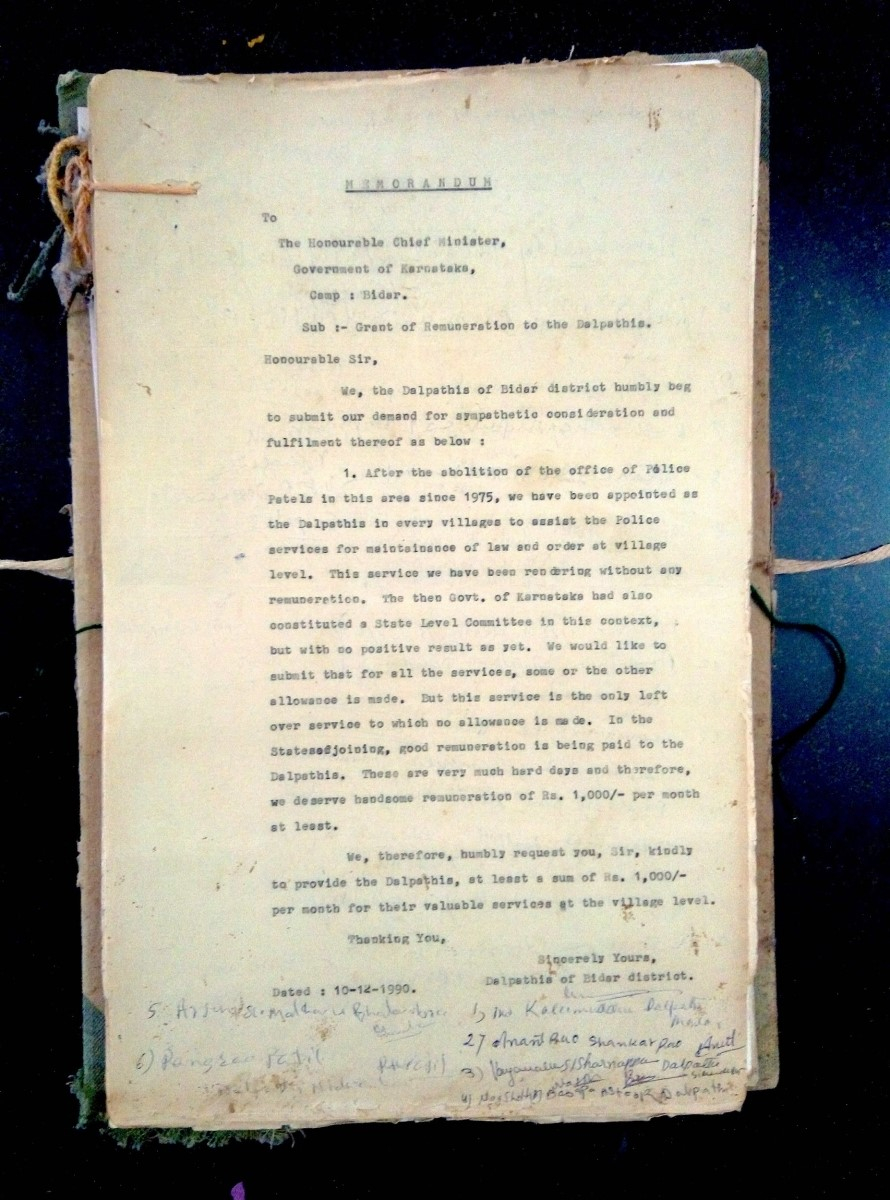 MEMORANDUM
To
The Honourable Chief Minister,
Government of Karnataka,
Camp : Bidar.
Sub :- Grant of Remuneration to the Dalpathis.
Honourable Sir,
We, the Dalpathis of Bidar district humbly beg
to submit our demand for sympathetic consideration and
fulfilment thereof as below :
1. After the abolition of the office of Police
Patels in this area since 1975, we have been appointed as
the Dalpathis in every villages to assist the Police
services for maintainance of law and order at village
level. This service we have been rendering without any
remuneration. The then Govt. of Karnataka had also
constituted a State Level Committee in this context,
but with no positive result as yet. We would like to
submit that for all the services, some or the other
allowance is made. But this service is the only left
over service to which no allowance is made. In the
Statesadjoining, good remuneration is being paid to the
Dalpathis. These are very much hard days and therefore,
we deserve handsome remuneration of Rs. 1,000/- per month
at least.
We, therefore, humbly request you, Sir, kindly
to provide the Dalpathis, at least a sum of Rs. 1,000/-
per month for their valuable services at the village level.
Thanking You,
Sincerely Yours,
Dalpathis of Bidar district.
Dated : 10-12-1990.
1) Kaleemuddin Dalpathi
2) Anant Rao Shankar Rao
3) Dalpathi
4) Rao Dalpathi
5
6) Patil